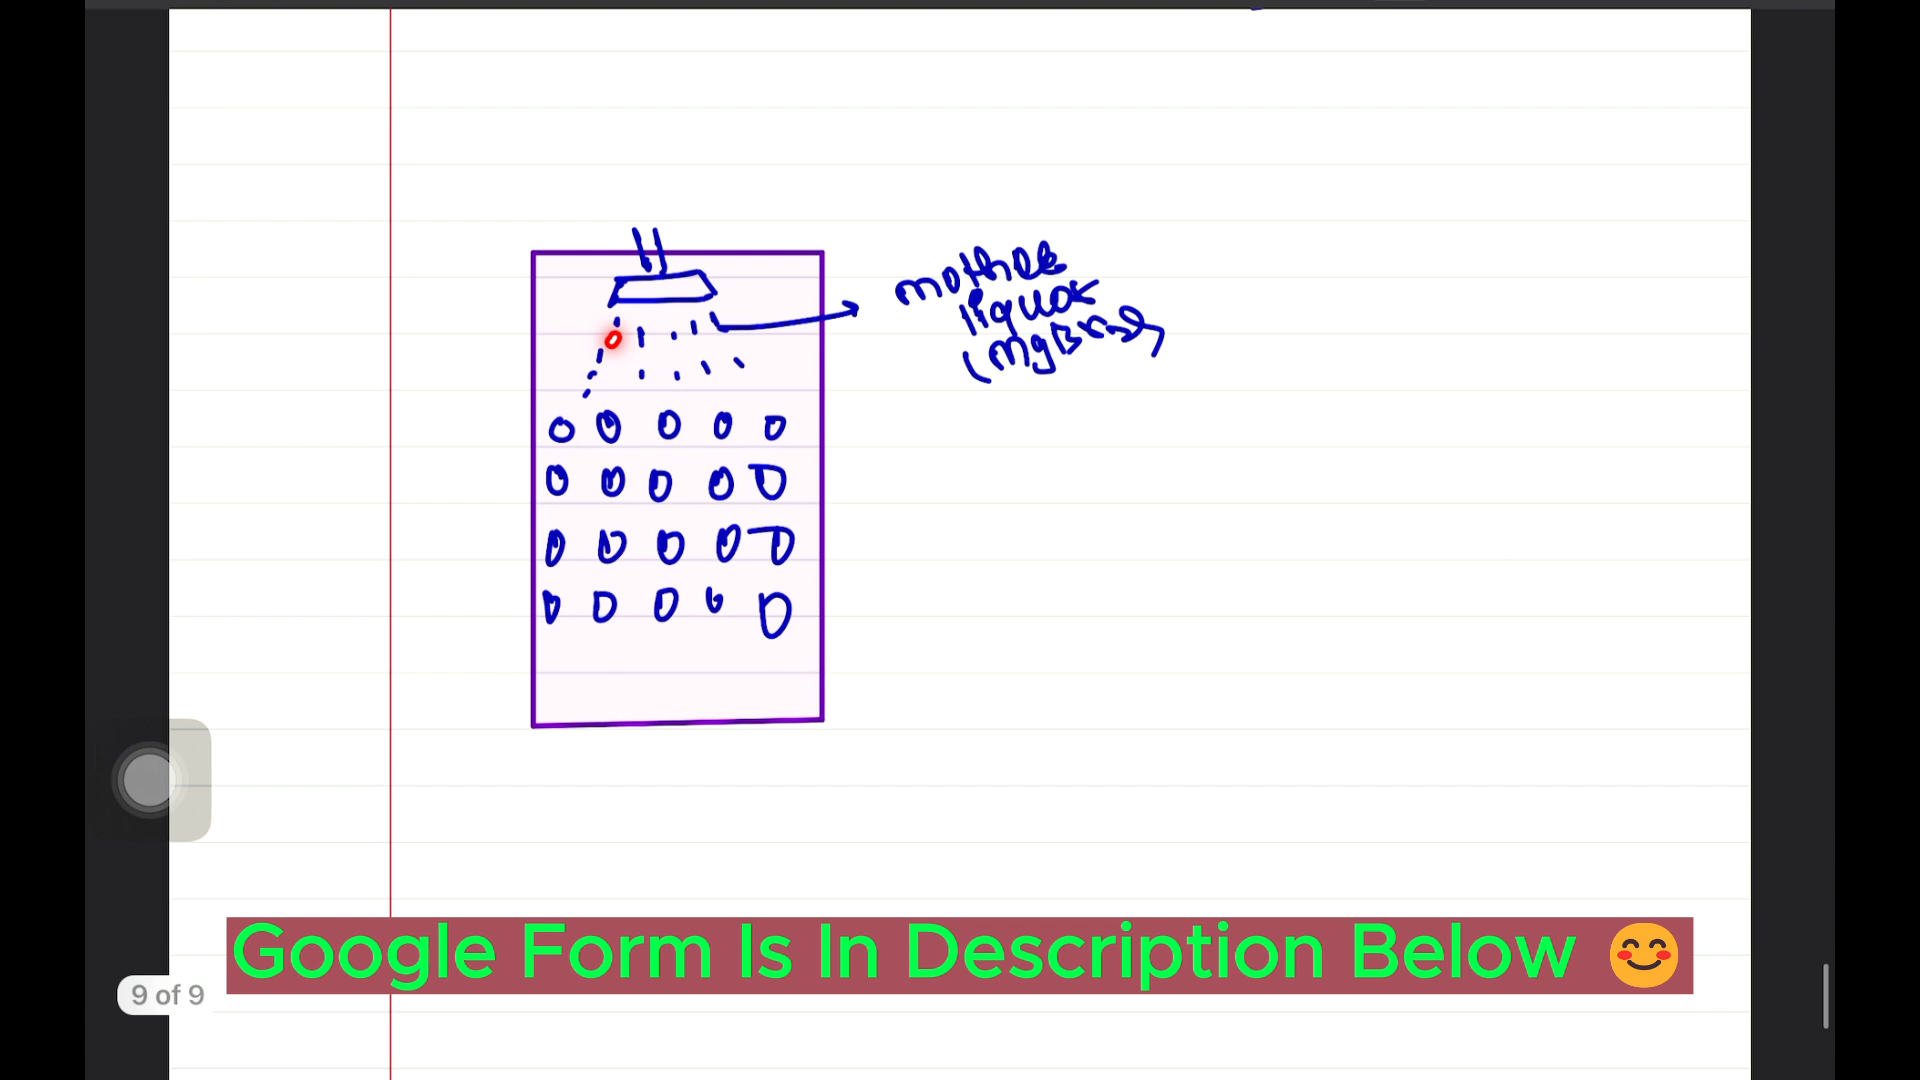 mother
liquor
(MgBr2)
Google Form Is In Description Below 😊
9 of 9